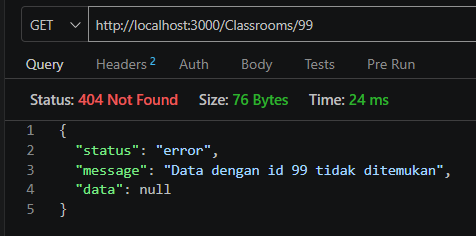 GET http://localhost:3000/Classrooms/99
Query Headers 2 Auth Body Tests Pre Run
Status: 404 Not Found Size: 76 Bytes Time: 24 ms
1 {
2 "status": "error",
3 "message": "Data dengan id 99 tidak ditemukan",
4 "data": null
5 }